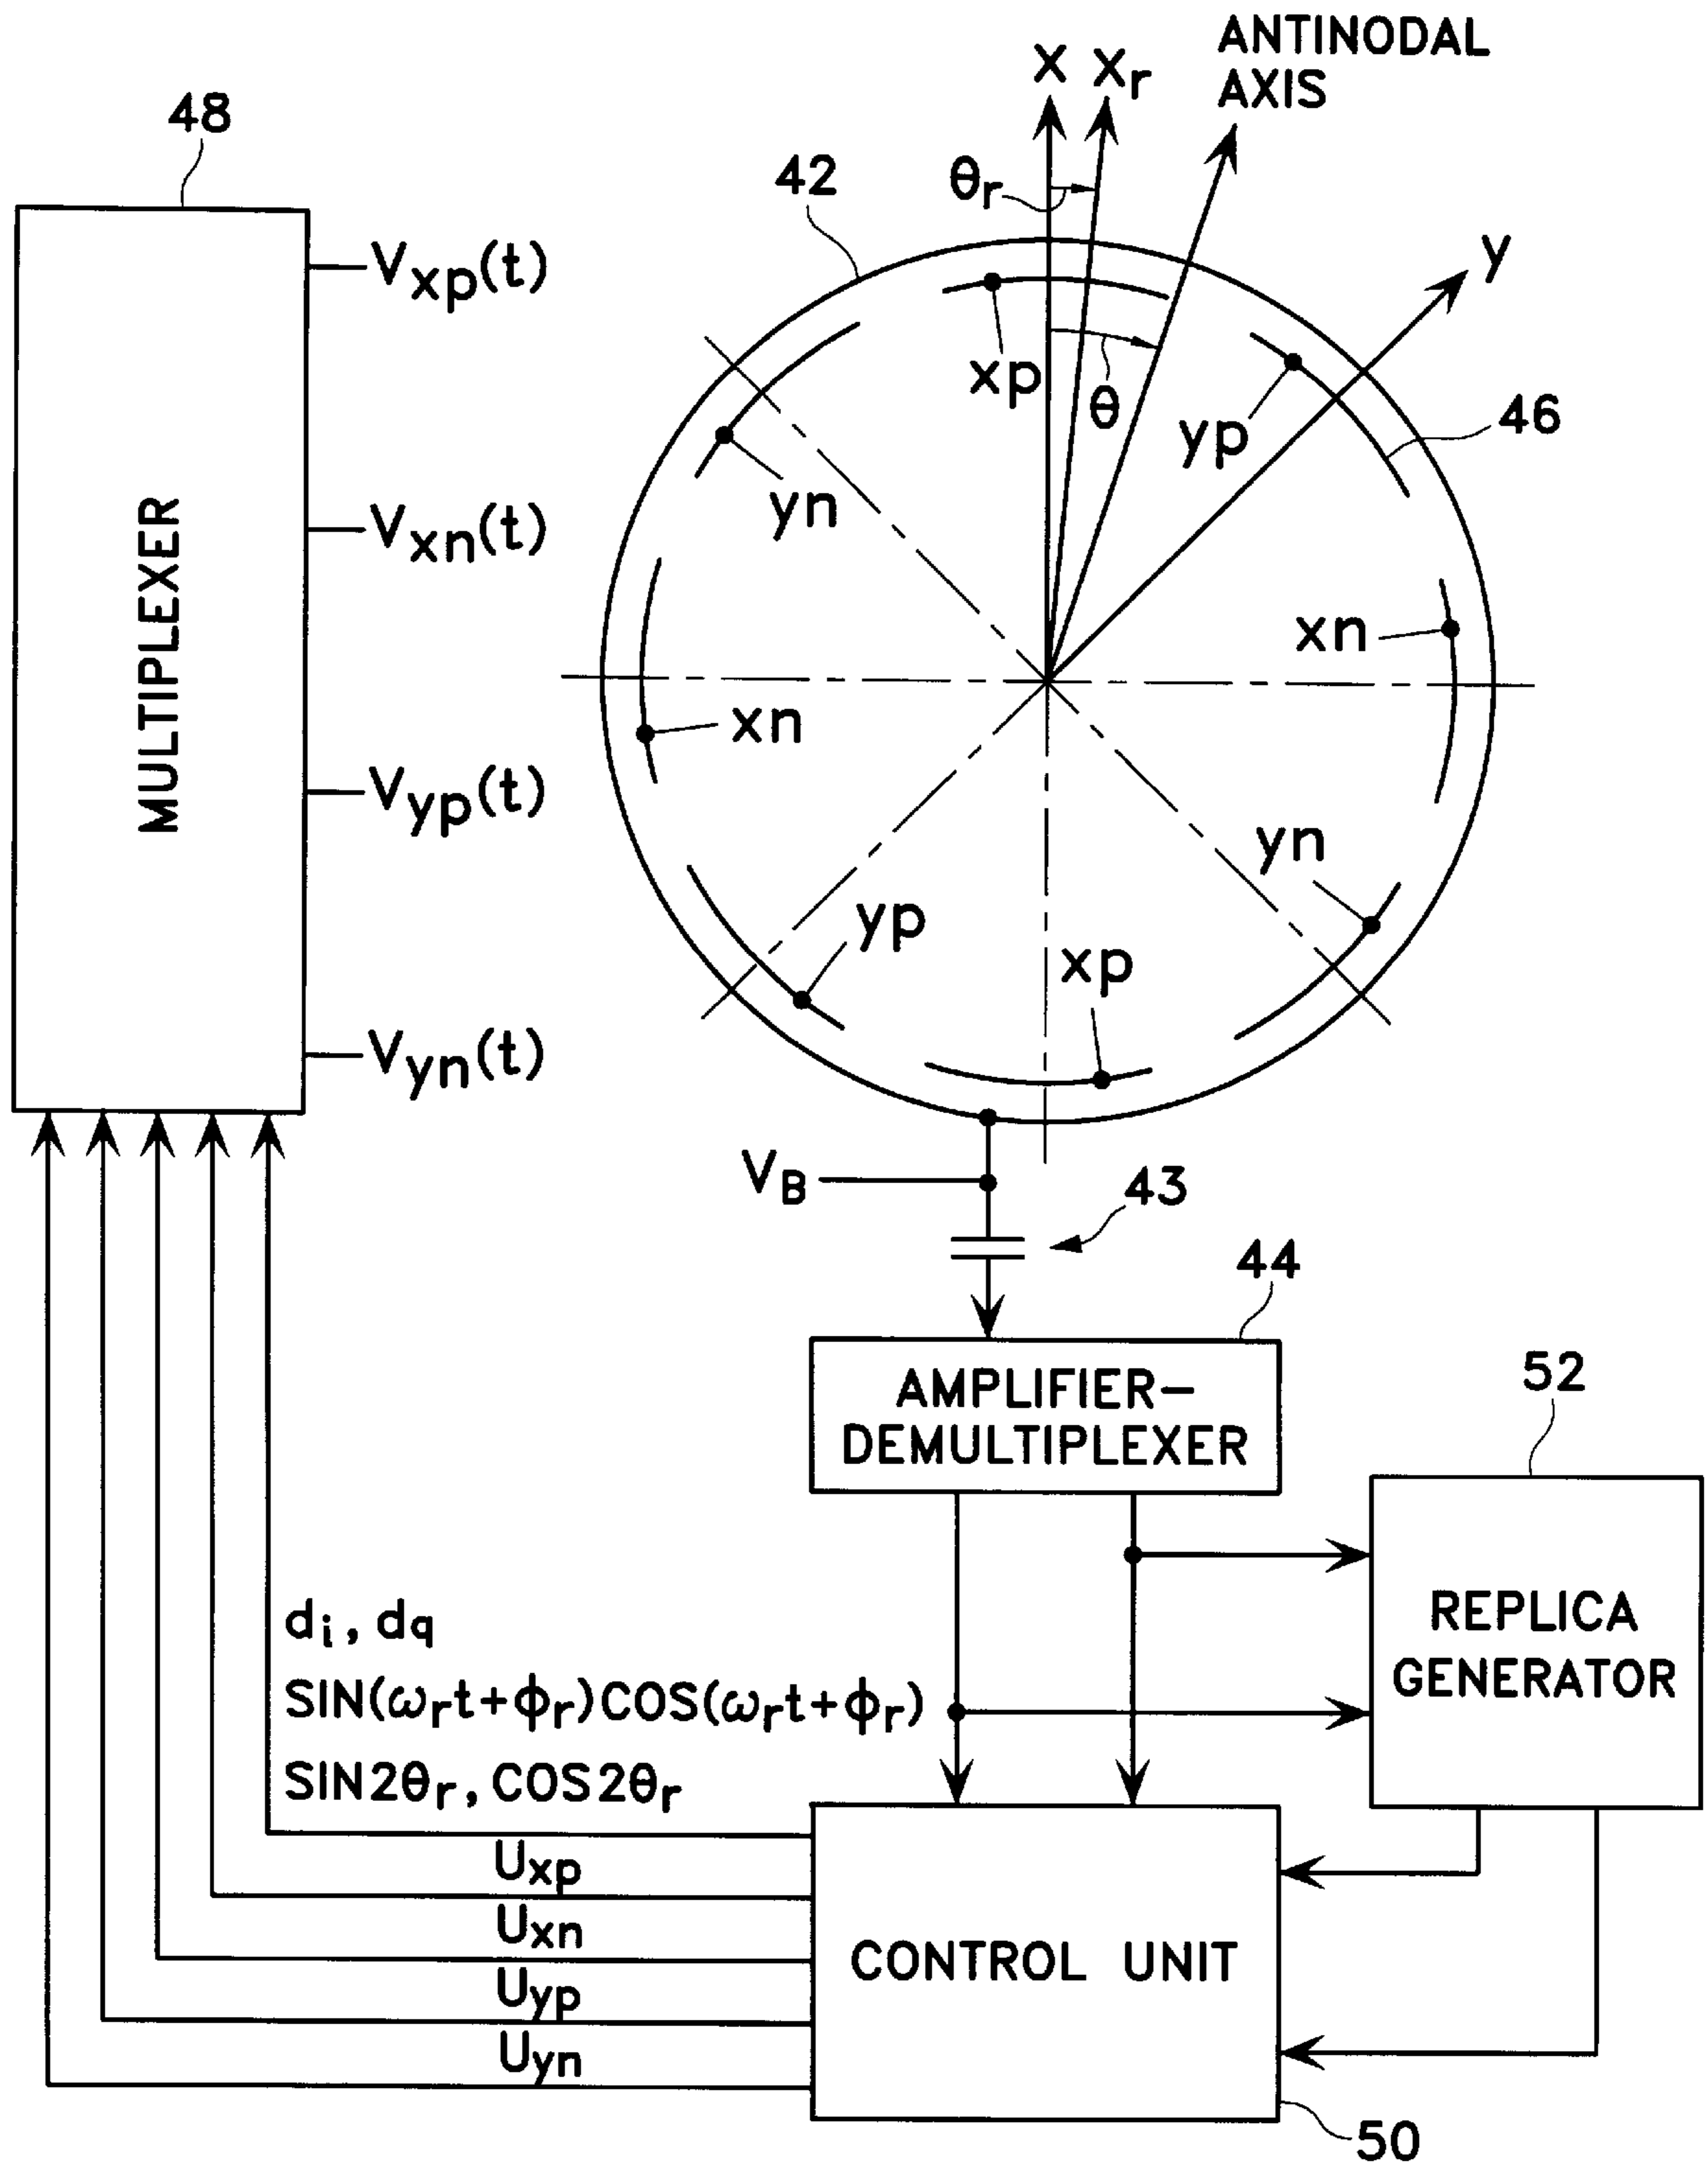 ANTINODAL
AXIS
x
xr
48
42
θr
y
Vxp(t)
xp
θ
yp
46
yn
Vxn(t)
MULTIPLEXER
xn
xn
Vyp(t)
yn
yp
xp
Vyn(t)
VB
43
44
AMPLIFIER-
DEMULTIPLEXER
52
REPLICA
GENERATOR
di, dq
SIN(ωrt+ϕr)COS(ωrt+ϕr)
SIN2θr, COS2θr
Uxp
Uxn
CONTROL UNIT
Uyp
Uyn
50